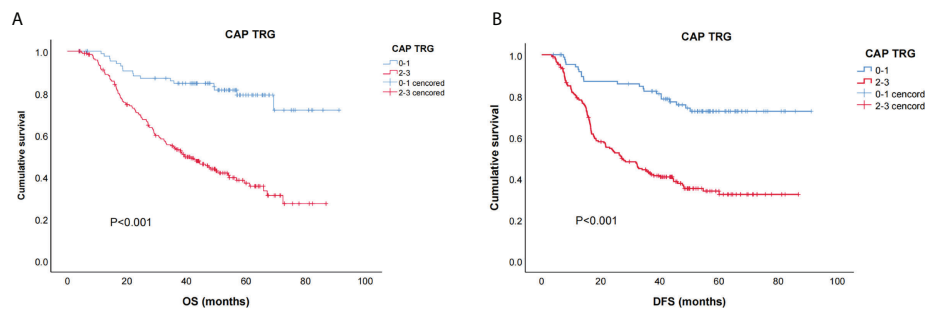 A
CAP TRG
CAP TRG
0-1
2-3
0-1 cencored
2-3 cencored
1.0
0.8
0.6
0.4
0.2
0.0
Cumulative survival
P<0.001
0 20 40 60 80 100
OS (months)
B
CAP TRG
CAP TRG
0-1
2-3
0-1 cencord
2-3 cencord
1.0
0.8
0.6
0.4
0.2
0.0
Cumulative survival
P<0.001
0 20 40 60 80 100
DFS (months)